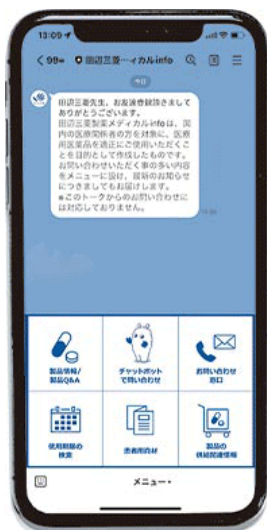 13:09
99+ 田辺三菱…ィカルinfo
今日
田辺三菱先生、お友達登録さまして
ありがとうございます。
田辺三菱製薬メディカルinfoは、国
内の医療関係者の方を対象に、医療
用医薬品を適正にご使用いただくこ
とを目的として作成したものです。
お問い合わせいただく事の多い内容
をメニューに設け、最新のお知らせ
につきましてもお届けします。
※このトークからのお問い合わせに
は対応しておりません。
製品情報/
製品Q&A
チャットボット
で問い合わせ
お問い合わせ
窓口
使用期限の
検索
患者用資材
製品の
供給関連情報
メニュー